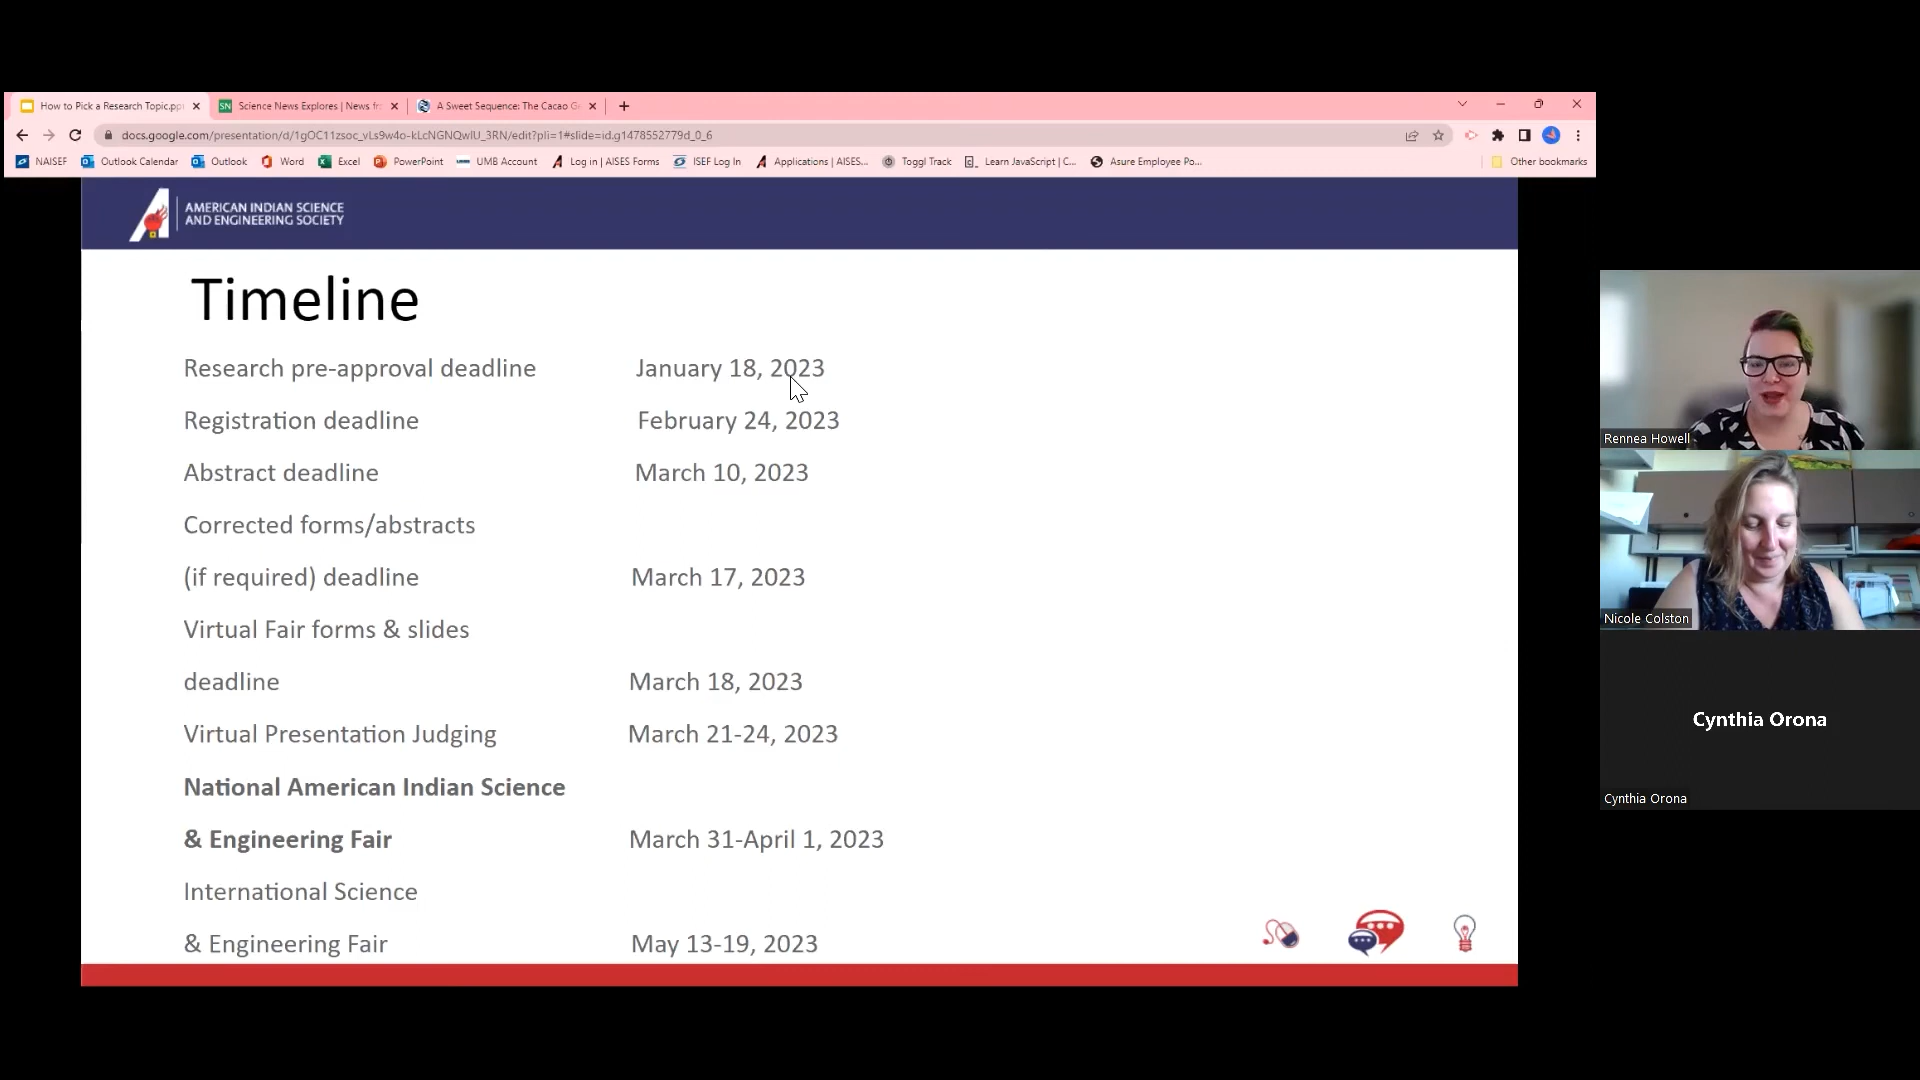 How to Pick a Research Topic.pp
Science News Explores | News fr
A Sweet Sequence: The Cacao G
docs.google.com/presentation/d/1gOC11zsoc_vLs9w4o-kLcNGNQwIU_3RN/edit?pli=1#slide=id.g1478552779d_0_6
NAISEF Outlook Calendar Outlook Word Excel PowerPoint UMB Account Log in | AISES Forms ISEF Log In Applications | AISES... Toggl Track Learn JavaScript | C... Asure Employee Po... Other bookmarks
AMERICAN INDIAN SCIENCE
AND ENGINEERING SOCIETY
Timeline
Research pre-approval deadline January 18, 2023
Registration deadline February 24, 2023
Abstract deadline March 10, 2023
Corrected forms/abstracts
(if required) deadline March 17, 2023
Virtual Fair forms & slides
deadline March 18, 2023
Virtual Presentation Judging March 21-24, 2023
National American Indian Science
& Engineering Fair March 31-April 1, 2023
International Science
& Engineering Fair May 13-19, 2023
Rennea Howell
Nicole Colston
Cynthia Orona
Cynthia Orona